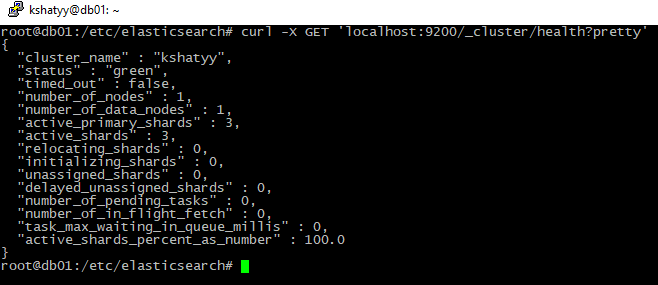 kshatyy@db01: ~
root@db01:/etc/elasticsearch# curl -X GET 'localhost:9200/_cluster/health?pretty'
{
  "cluster_name" : "kshatyy",
  "status" : "green",
  "timed_out" : false,
  "number_of_nodes" : 1,
  "number_of_data_nodes" : 1,
  "active_primary_shards" : 3,
  "active_shards" : 3,
  "relocating_shards" : 0,
  "initializing_shards" : 0,
  "unassigned_shards" : 0,
  "delayed_unassigned_shards" : 0,
  "number_of_pending_tasks" : 0,
  "number_of_in_flight_fetch" : 0,
  "task_max_waiting_in_queue_millis" : 0,
  "active_shards_percent_as_number" : 100.0
}
root@db01:/etc/elasticsearch#